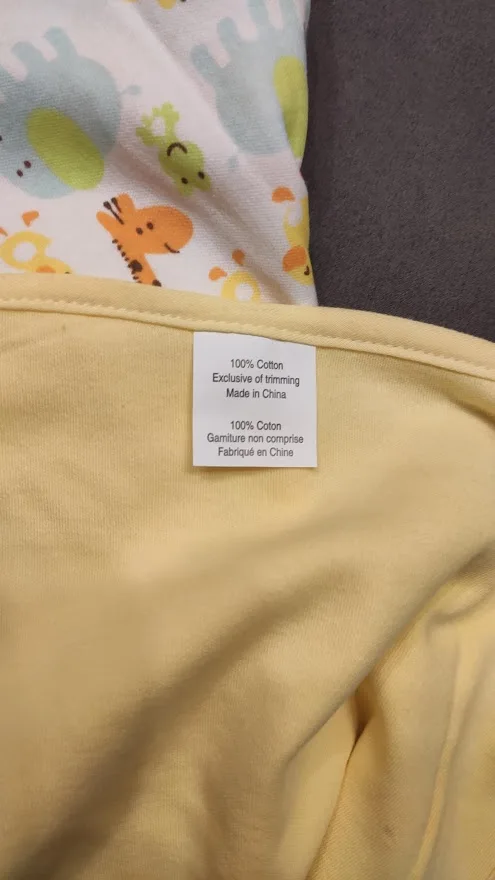 100% Cotton
Exclusive of trimming
Made in China
100% Coton
Garniture non comprise
Fabriqué en Chine